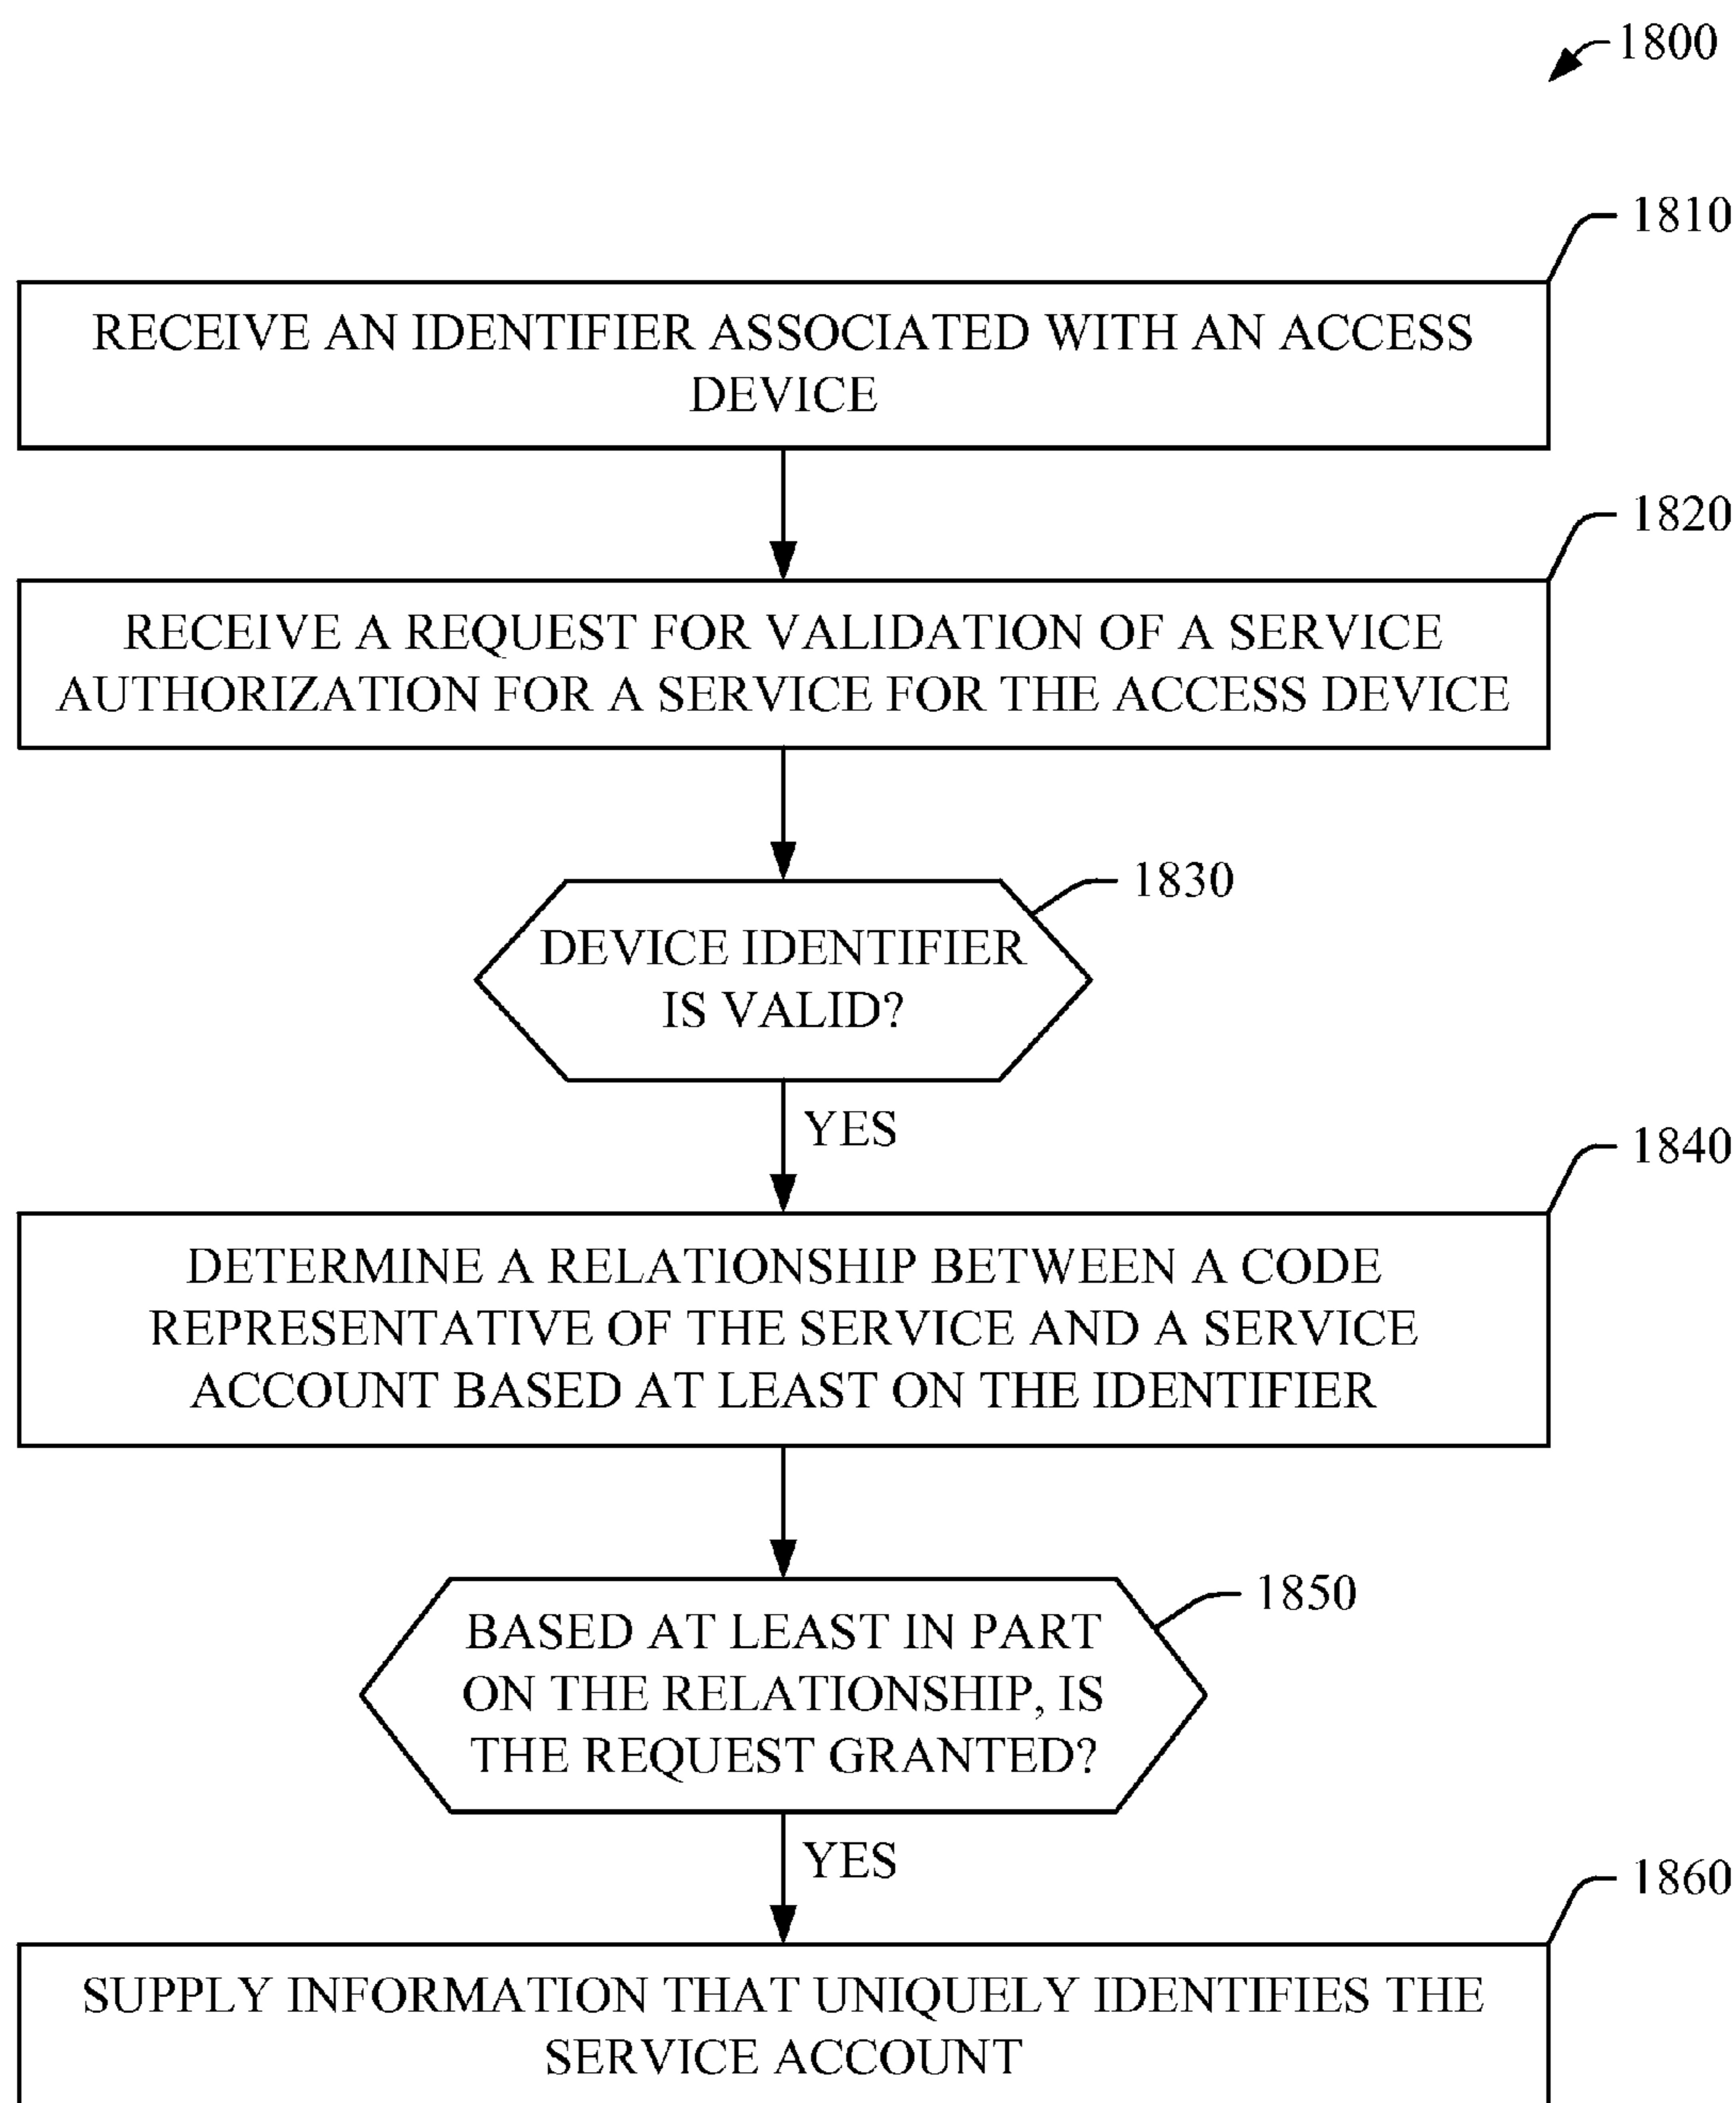 1800
1810
RECEIVE AN IDENTIFIER ASSOCIATED WITH AN ACCESS
DEVICE
1820
RECEIVE A REQUEST FOR VALIDATION OF A SERVICE
AUTHORIZATION FOR A SERVICE FOR THE ACCESS DEVICE
1830
DEVICE IDENTIFIER
IS VALID?
YES
1840
DETERMINE A RELATIONSHIP BETWEEN A CODE
REPRESENTATIVE OF THE SERVICE AND A SERVICE
ACCOUNT BASED AT LEAST ON THE IDENTIFIER
1850
BASED AT LEAST IN PART
ON THE RELATIONSHIP, IS
THE REQUEST GRANTED?
YES
1860
SUPPLY INFORMATION THAT UNIQUELY IDENTIFIES THE
SERVICE ACCOUNT